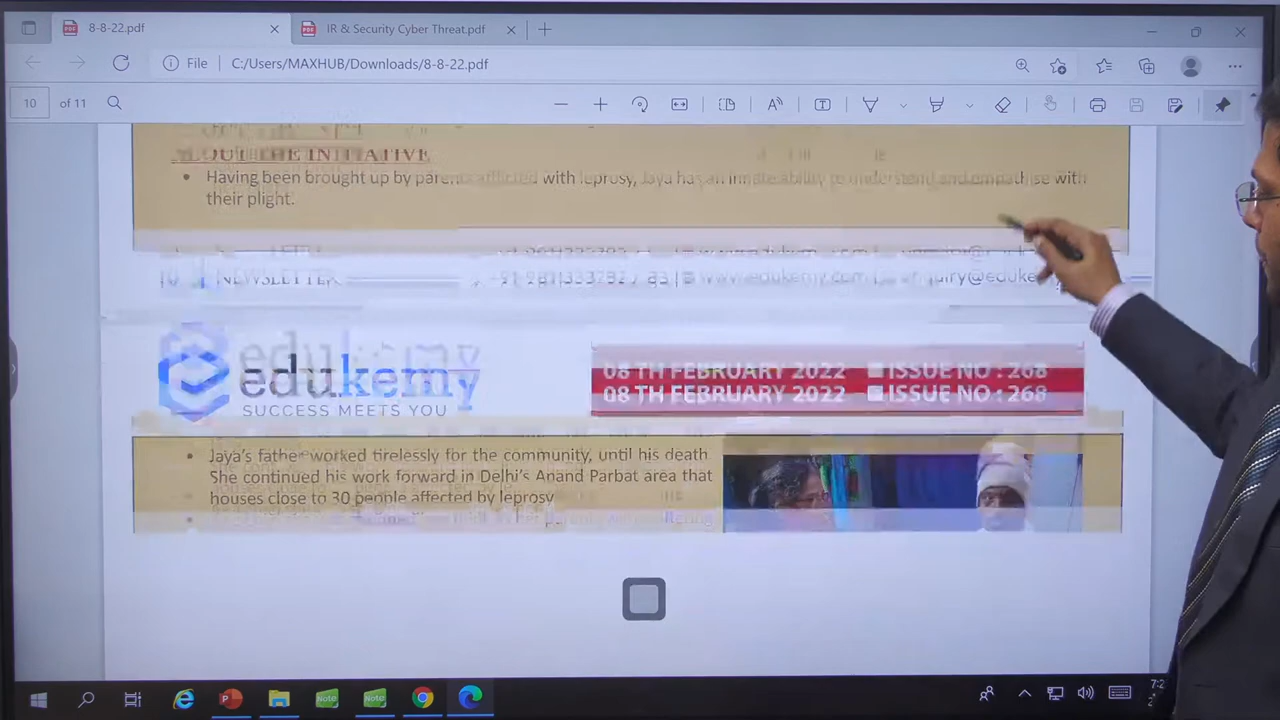 8-8-22.pdf
IR & Security Cyber Threat.pdf
File
C:/Users/MAXHUB/Downloads/8-8-22.pdf
10 of 11
THE INITIATIVE
Having been brought up by parents afflicted with leprosy, Jaya has an innate ability to understand and empathise with
their plight.
NEWSLETTER
www.edukemy.com
edukemy
SUCCESS MEETS YOU
08 TH FEBRUARY 2022 ISSUE NO : 268
08 TH FEBRUARY 2022 ISSUE NO : 268
Jaya's father worked tirelessly for the community, until his death.
She continued his work forward in Delhi's Anand Parbat area that
houses close to 30 people affected by leprosy